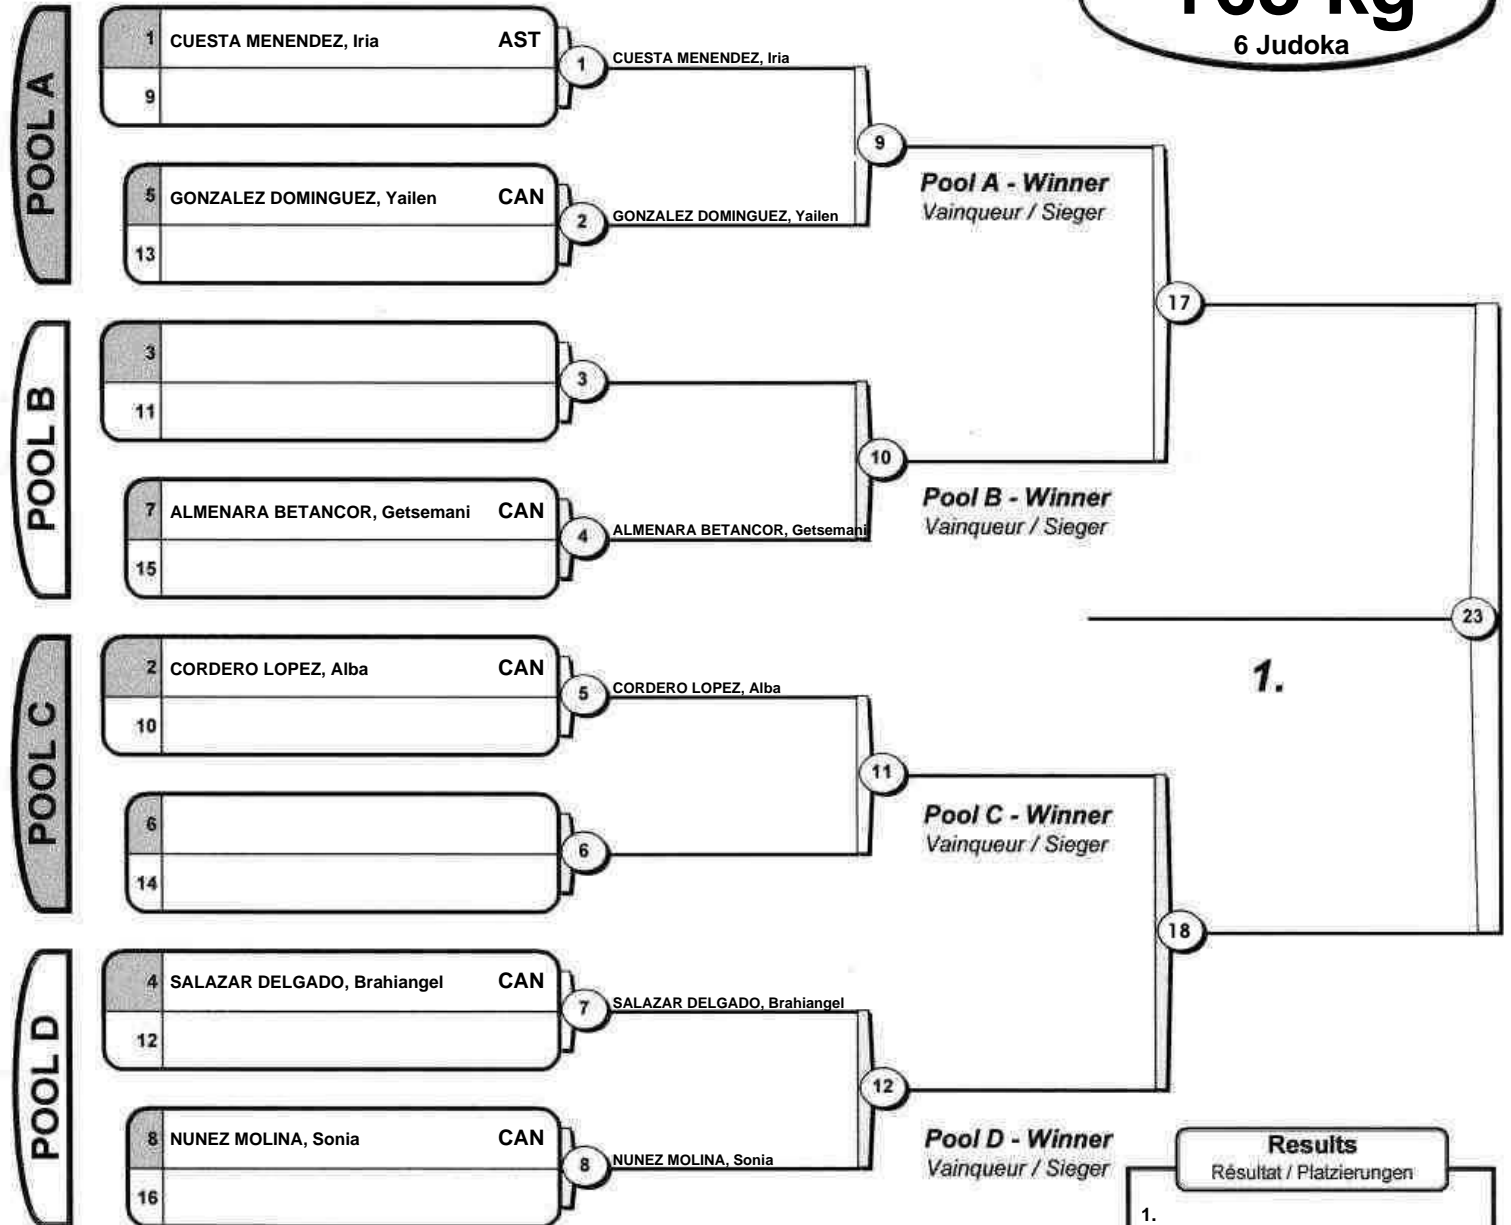 6 Judoka
POOL A
1 CUESTA MENENDEZ, Iria AST
9
1
CUESTA MENENDEZ, Iria
5 GONZALEZ DOMINGUEZ, Yailen CAN
13
2
GONZALEZ DOMINGUEZ, Yailen
9
Pool A - Winner
Vainqueur / Sieger
POOL B
3
11
3
7 ALMENARA BETANCOR, Getsemani CAN
15
4
ALMENARA BETANCOR, Getsemani
10
Pool B - Winner
Vainqueur / Sieger
17
POOL C
2 CORDERO LOPEZ, Alba CAN
10
5
CORDERO LOPEZ, Alba
6
14
6
11
Pool C - Winner
Vainqueur / Sieger
POOL D
4 SALAZAR DELGADO, Brahiangel CAN
12
7
SALAZAR DELGADO, Brahiangel
8 NUNEZ MOLINA, Sonia CAN
16
8
NUNEZ MOLINA, Sonia
12
Pool D - Winner
Vainqueur / Sieger
18
23
1.
Results
Résultat / Platzierungen
1.